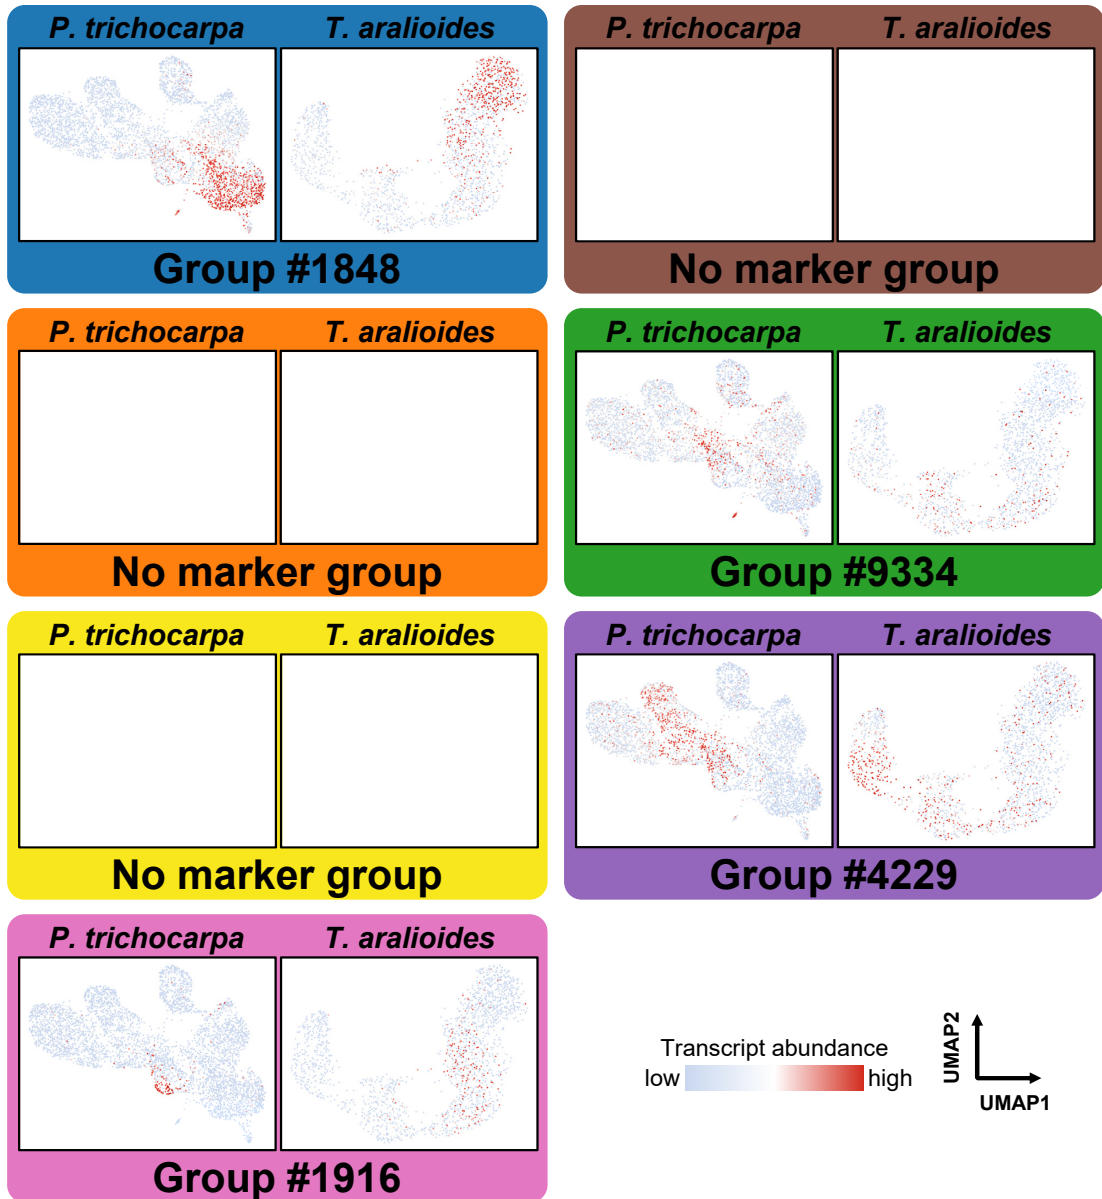 P. trichocarpa T. aralioides
Group #1848
P. trichocarpa T. aralioides
No marker group
P. trichocarpa T. aralioides
No marker group
P. trichocarpa T. aralioides
Group #9334
P. trichocarpa T. aralioides
No marker group
P. trichocarpa T. aralioides
Group #4229
P. trichocarpa T. aralioides
Group #1916
Transcript abundance
low high
UMAP2
UMAP1